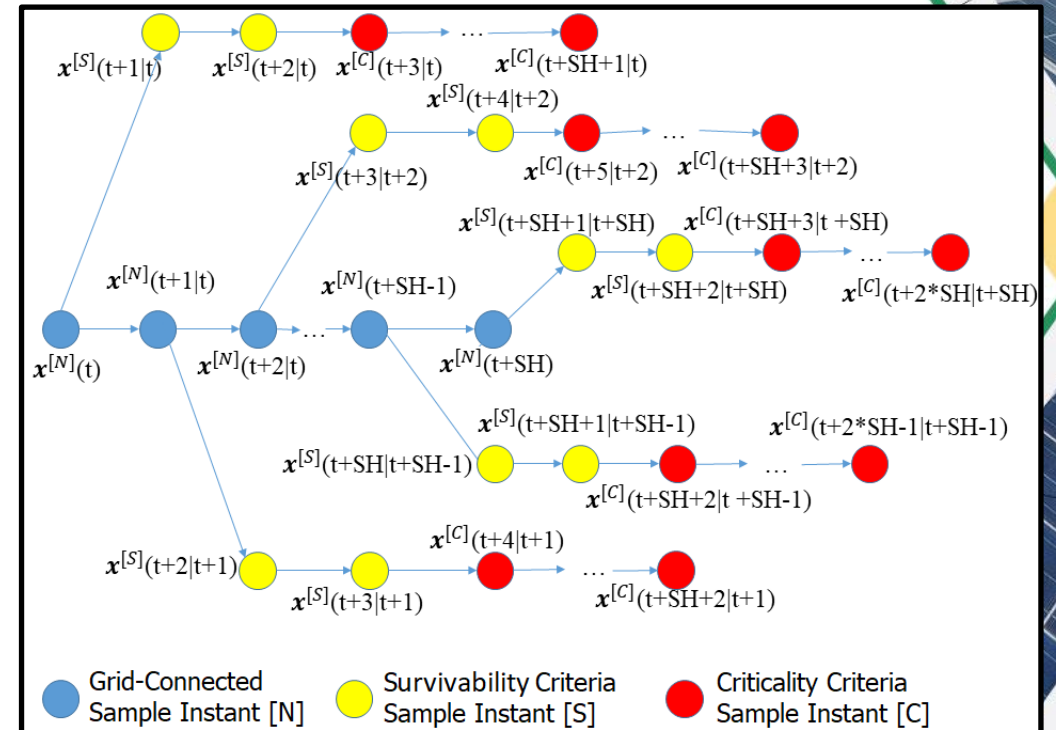 𝒙^[S](t+1|t) 𝒙^[S](t+2|t) 𝒙^[C](t+3|t) ... 𝒙^[C](t+SH+1|t)
𝒙^[S](t+4|t+2)
𝒙^[S](t+3|t+2) 𝒙^[C](t+5|t+2) ... 𝒙^[C](t+SH+3|t+2)
𝒙^[S](t+SH+1|t+SH) 𝒙^[C](t+SH+3|t +SH)
𝒙^[S](t+SH+2|t+SH) ... 𝒙^[C](t+2*SH|t+SH)
𝒙^[N](t+1|t) 𝒙^[N](t+SH-1)
...
𝒙^[N](t) 𝒙^[N](t+2|t) 𝒙^[N](t+SH)
𝒙^[S](t+SH+1|t+SH-1) 𝒙^[C](t+2*SH-1|t+SH-1)
𝒙^[S](t+SH|t+SH-1) ...
𝒙^[C](t+SH+2|t +SH-1)
𝒙^[C](t+4|t+1)
𝒙^[S](t+2|t+1) ...
𝒙^[S](t+3|t+1) 𝒙^[C](t+SH+2|t+1)
Grid-Connected
Sample Instant [N]
Survivability Criteria
Sample Instant [S]
Criticality Criteria
Sample Instant [C]